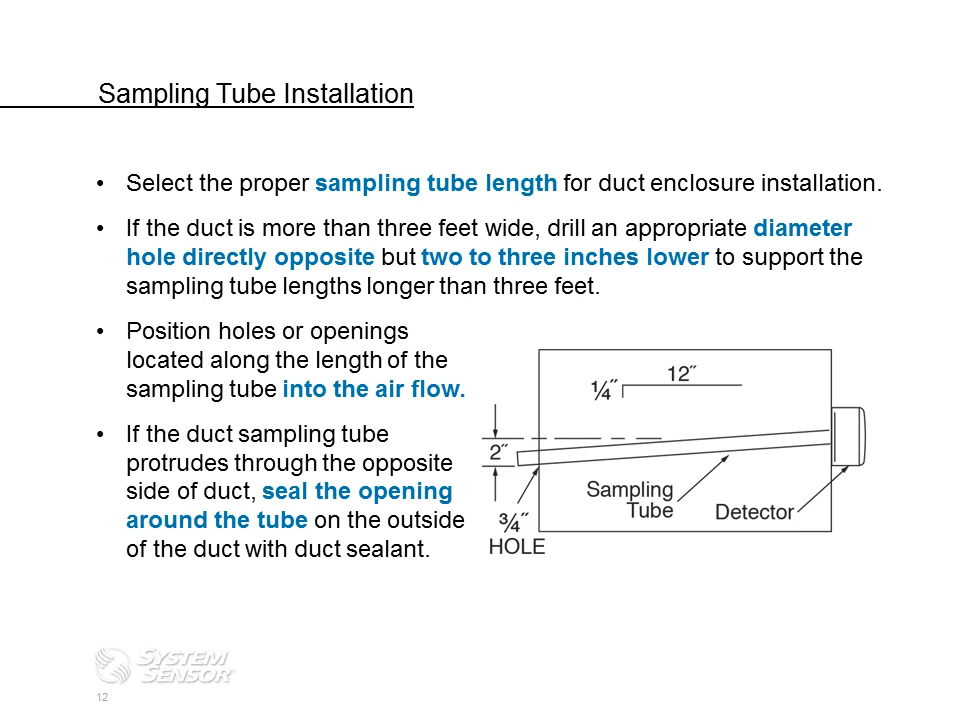 Sampling Tube Installation
• Select the proper sampling tube length for duct enclosure installation.
• If the duct is more than three feet wide, drill an appropriate diameter
hole directly opposite but two to three inches lower to support the
sampling tube lengths longer than three feet.
• Position holes or openings
located along the length of the
sampling tube into the air flow.
• If the duct sampling tube
protrudes through the opposite
side of duct, seal the opening
around the tube on the outside
of the duct with duct sealant.
12″
¼″
2″
Sampling
Tube
Detector
¾″
HOLE
SYSTEM
SENSOR®
12